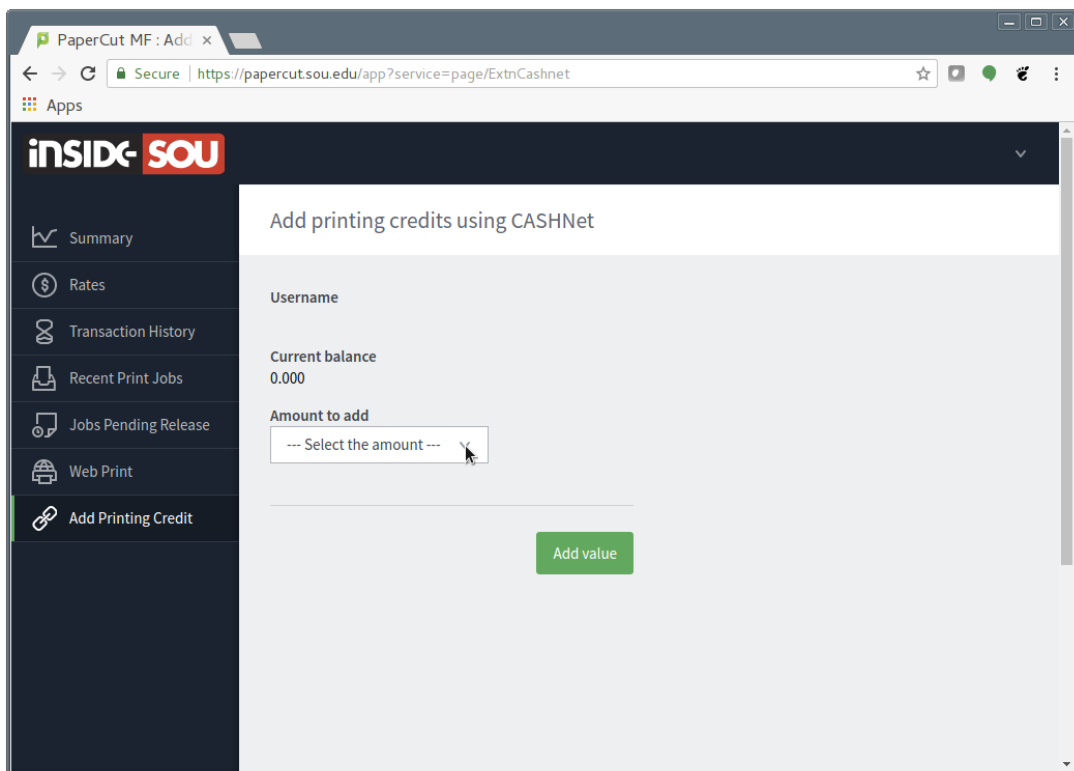 PaperCut MF : Add
Secure https://papercut.sou.edu/app?service=page/ExtnCashnet
Apps
inSIDE SOU
Add printing credits using CASHNet
Summary
Rates
Transaction History
Recent Print Jobs
Jobs Pending Release
Web Print
Add Printing Credit
Username
Current balance
0.000
Amount to add
--- Select the amount ---
Add value